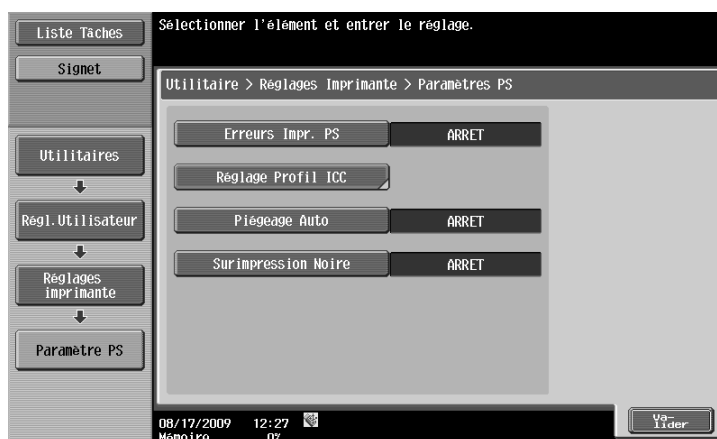 Liste Tâches
Sélectionner l'élément et entrer le réglage.
Signet
Utilitaire > Réglages Imprimante > Paramètres PS
Erreurs Impr. PS ARRET
Utilitaires
Réglage Profil ICC
Régl.Utilisateur
Piégeage Auto ARRET
Surimpression Noire ARRET
Réglages
imprimante
Paramètre PS
08/17/2009 12:27
Mémoire 0%
Va-
lider